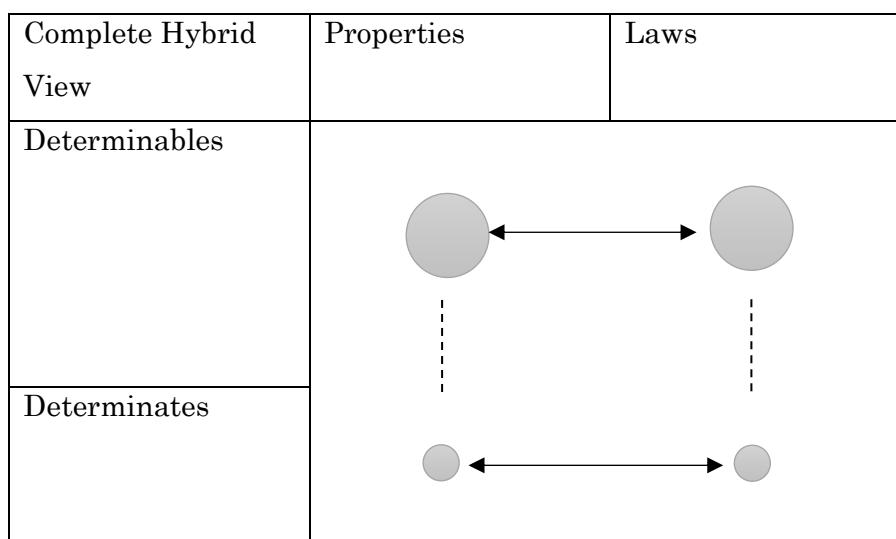 Complete Hybrid
View
Properties
Laws
Determinables
Determinates